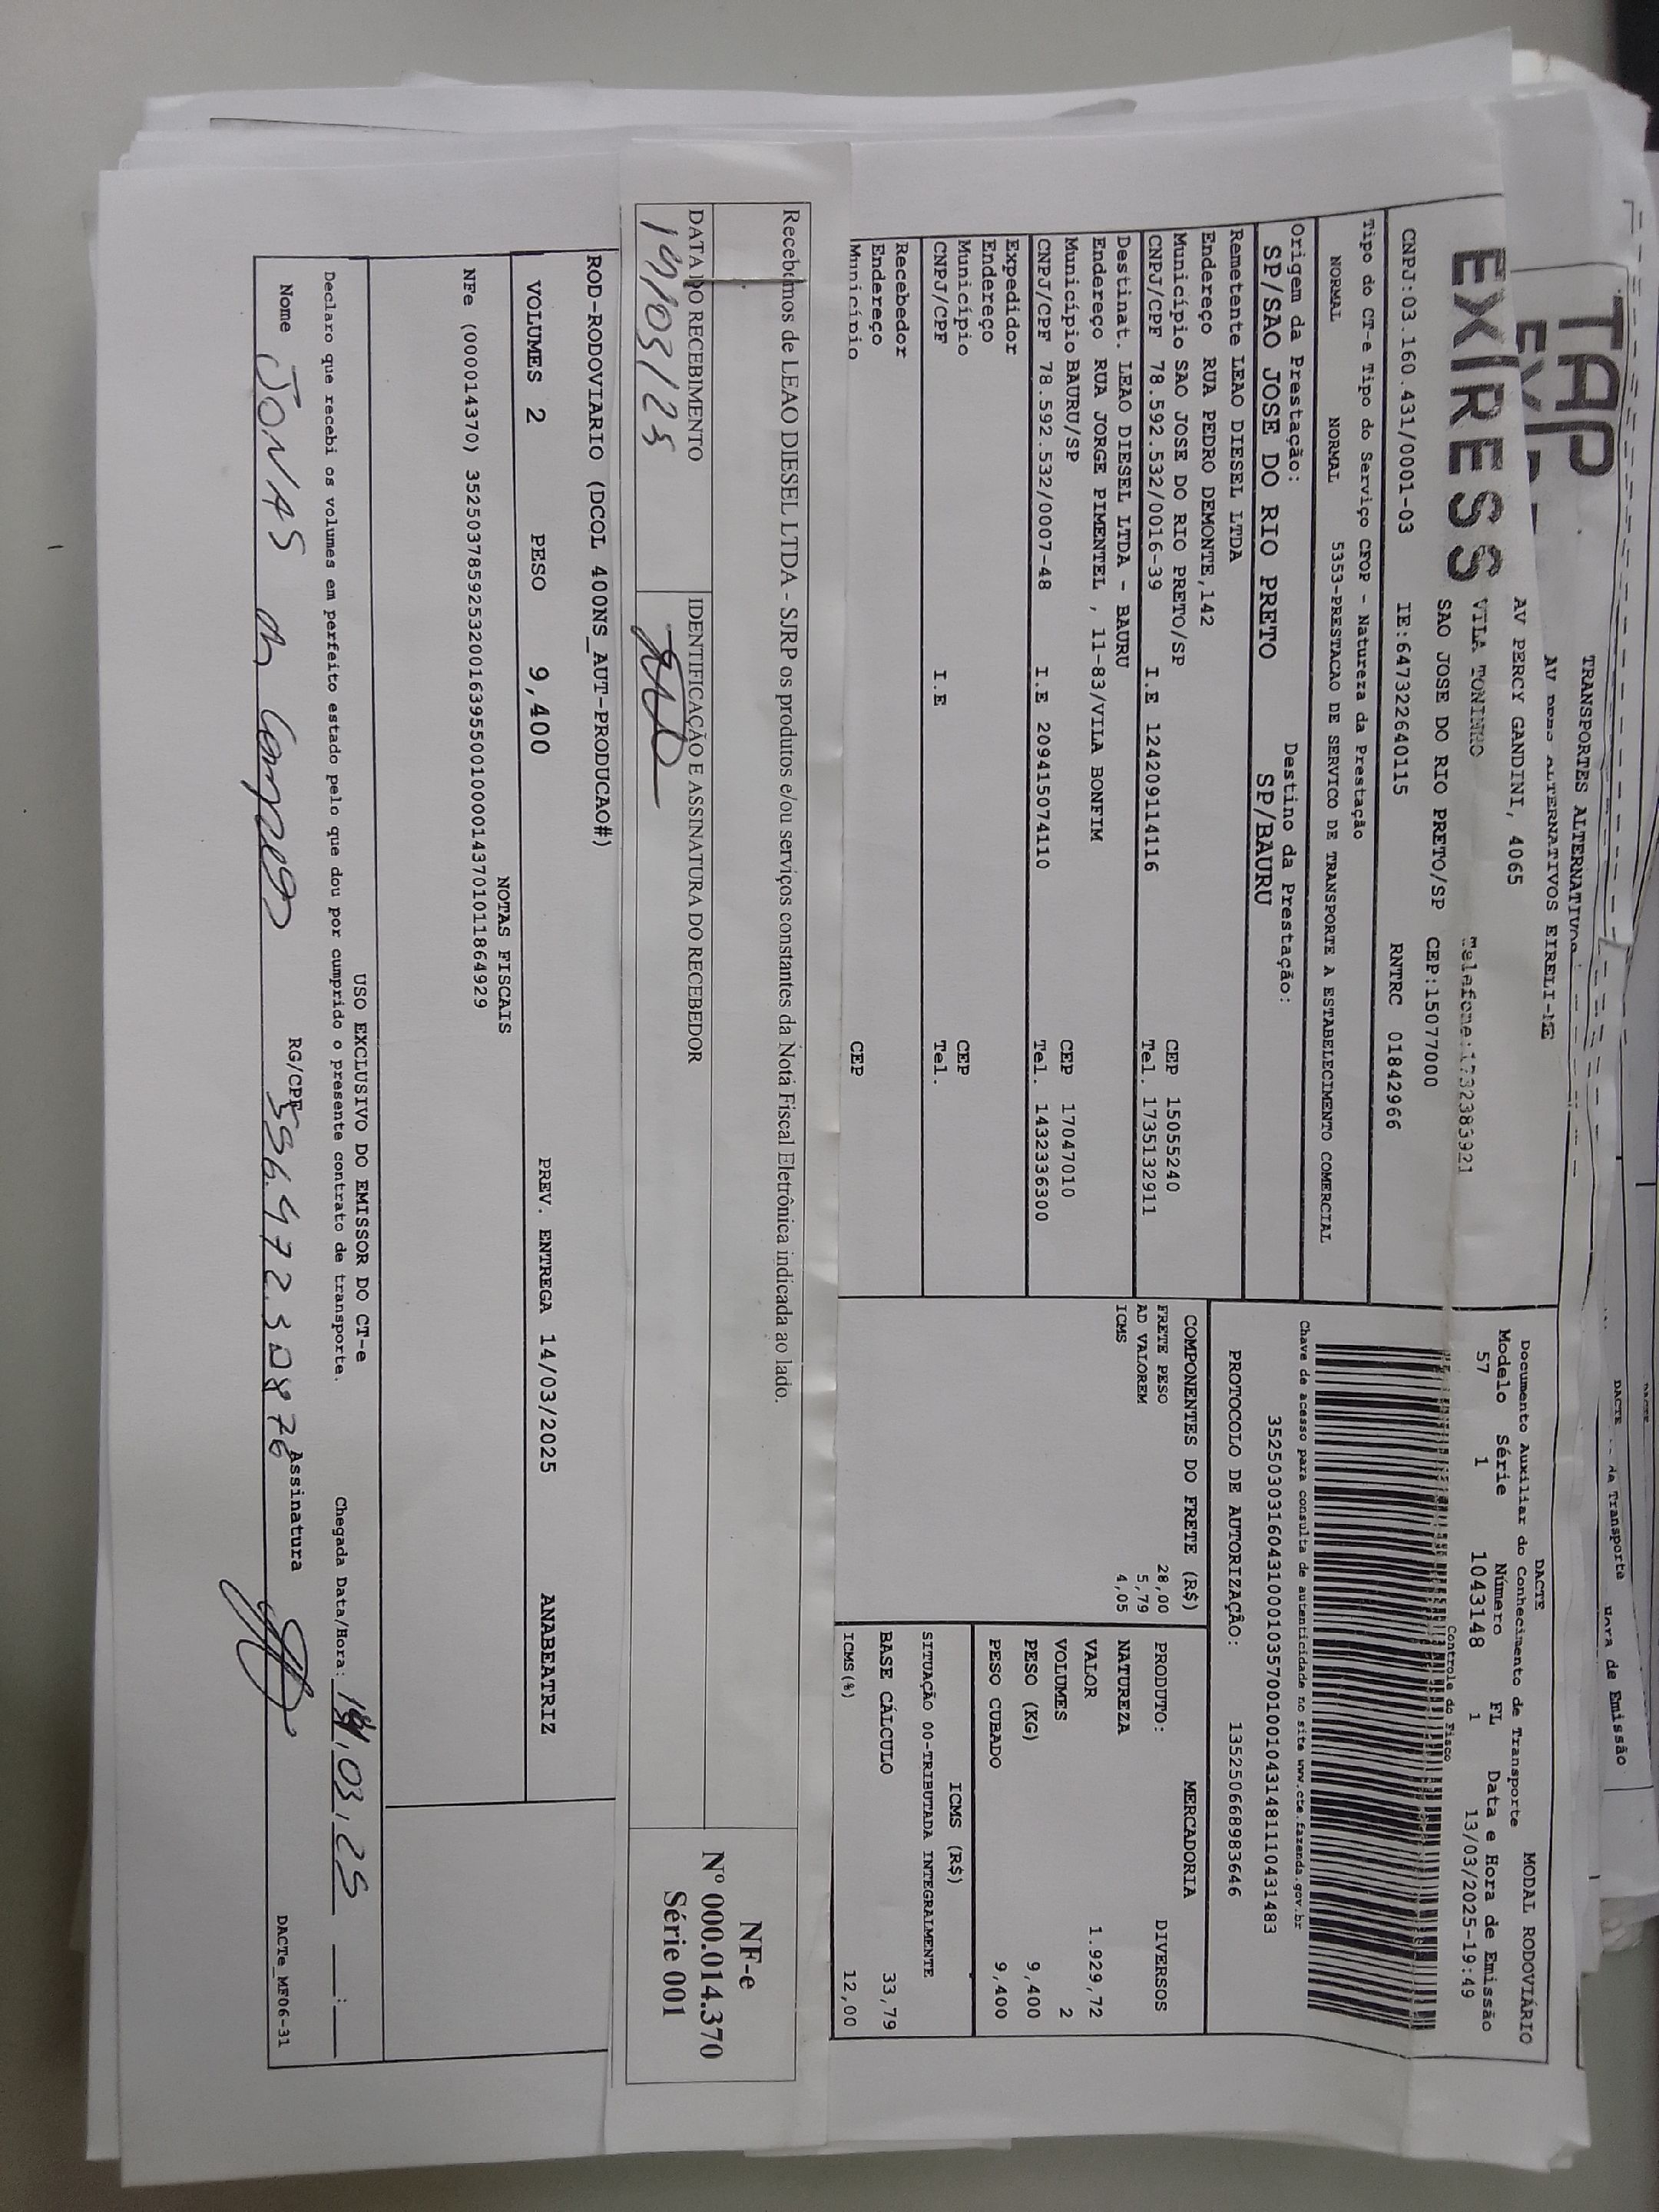 TAP
EXPRESS
TRANSPORTES ALTERNATIVOS
AV PERCY GANDINI, 4065
VILA TONINHO Telefone:1732383921
SAO JOSE DO RIO PRETO/SP CEP:15077000
CNPJ:03.160.431/0001-03 IE:647322640115 RNTRC 01842966
DACTE MODAL RODOVIÁRIO
Documento Auxiliar do Conhecimento de Transporte
Modelo Série Número FL Data e Hora de Emissão
57 1 1043148 1 13/03/2025-19:49
Controle do Fisco
Tipo do CT-e Tipo do Serviço CFOP - Natureza da Prestação
NORMAL NORMAL 5353-PRESTACAO DE SERVICO DE TRANSPORTE A ESTABELECIMENTO COMERCIAL
Chave de acesso para consulta de autenticidade no site www.cte.fazenda.gov.br
35250303160431000103570010010431481110431483
Origem da Prestação: Destino da Prestação:
SP/SAO JOSE DO RIO PRETO SP/BAURU
PROTOCOLO DE AUTORIZAÇÃO: 135250668983646
Remetente LEAO DIESEL LTDA
Endereço RUA PEDRO DEMONTE,142
Município SAO JOSE DO RIO PRETO/SP CEP 15055240
CNPJ/CPF 78.592.532/0016-39 I.E 124209114116 Tel. 1735132911
Destinat. LEAO DIESEL LTDA - BAURU
Endereço RUA JORGE PIMENTEL , 11-83/VILA BONFIM
Município BAURU/SP CEP 17047010
CNPJ/CPF 78.592.532/0007-48 I.E 209415074110 Tel. 1432336300
Expedidor
Endereço
Município CEP
CNPJ/CPF I.E Tel.
Recebedor
Endereço
Município CEP
COMPONENTES DO FRETE (R$)
FRETE PESO 28,00
AD VALOREM 5,79
ICMS 4,05
MERCADORIA
PRODUTO: DIVERSOS
NATUREZA
VALOR 1.929,72
VOLUMES 2
PESO (KG) 9,400
PESO CUBADO 9,400
ICMS (R$)
SITUAÇÃO 00-TRIBUTADA INTEGRALMENTE
BASE CÁLCULO 33,79
ICMS(%) 12,00
Recebemos de LEAO DIESEL LTDA - SJRP os produtos e/ou serviços constantes da Nota Fiscal Eletrônica indicada ao lado.
DATA DO RECEBIMENTO IDENTIFICAÇÃO E ASSINATURA DO RECEBEDOR
NF-e
Nº 000.014.370
Série 001
ROD-RODOVIARIO (DCOL 400NS_AUT-PRODUCAO#)
VOLUMES 2 PESO 9,400 PREV. ENTREGA 14/03/2025 ANABEATRIZ
NOTAS FISCAIS
NFe (000014370) 35250378592532001639550010000143701011864929
USO EXCLUSIVO DO EMISSOR DO CT-e
Declaro que recebi os volumes em perfeito estado pelo que dou por cumprido o presente contrato de transporte. Chegada Data/Hora: 14,03,25
Nome JONAS RG/CPF Assinatura
DACTe_MF06-31